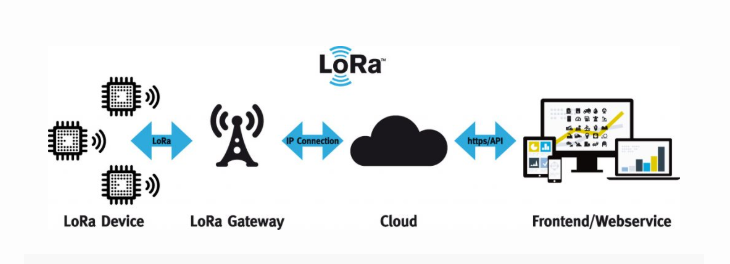 LoRa™
LoRa
IP Connection
https/API
LoRa Device
LoRa Gateway
Cloud
Frontend/Webservice